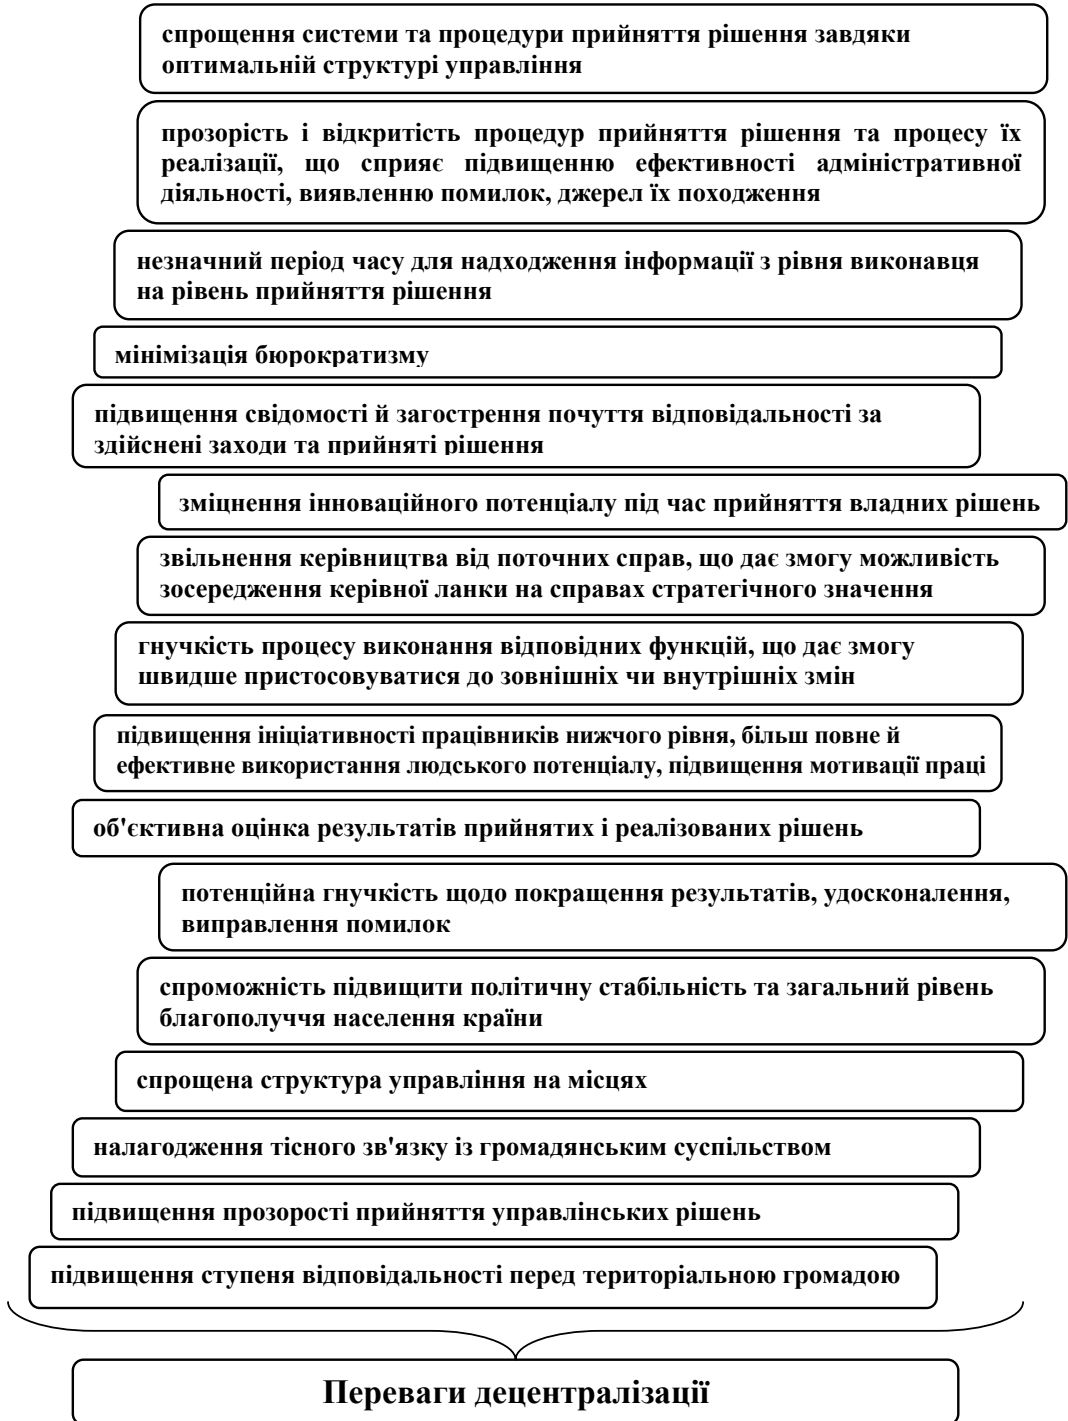 спрощення системи та процедури прийняття рішення завдяки
оптимальній структурі управління
прозорість і відкритість процедур прийняття рішення та процесу їх
реалізації, що сприяє підвищенню ефективності адміністративної
діяльності, виявленню помилок, джерел їх походження
незначний період часу для надходження інформації з рівня виконавця
на рівень прийняття рішення
мінімізація бюрократизму
підвищення свідомості й загострення почуття відповідальності за
здійснені заходи та прийняті рішення
зміцнення інноваційного потенціалу під час прийняття владних рішень
звільнення керівництва від поточних справ, що дає змогу можливість
зосередження керівної ланки на справах стратегічного значення
гнучкість процесу виконання відповідних функцій, що дає змогу
швидше пристосовуватися до зовнішніх чи внутрішніх змін
підвищення ініціативності працівників нижчого рівня, більш повне й
ефективне використання людського потенціалу, підвищення мотивації праці
об'єктивна оцінка результатів прийнятих і реалізованих рішень
потенційна гнучкість щодо покращення результатів, удосконалення,
виправлення помилок
спроможність підвищити політичну стабільність та загальний рівень
благополуччя населення країни
спрощена структура управління на місцях
налагодження тісного зв'язку із громадянським суспільством
підвищення прозорості прийняття управлінських рішень
підвищення ступеня відповідальності перед територіальною громадою
Переваги децентралізації